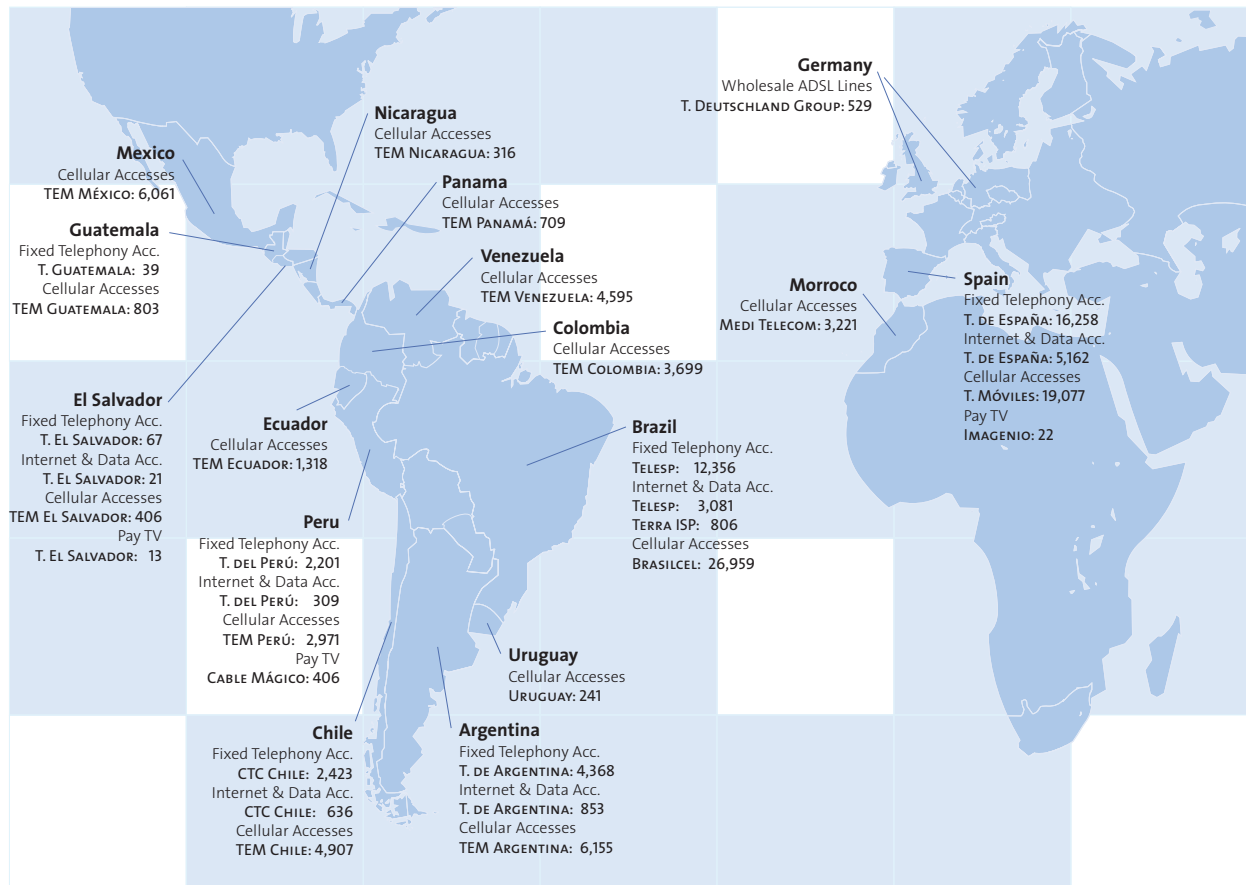 Germany
Wholesale ADSL Lines
T. Deutschland Group: 529
Nicaragua
Cellular Accesses
TEM Nicaragua: 316
Mexico
Cellular Accesses
TEM México: 6,061
Panama
Cellular Accesses
TEM Panamá: 709
Guatemala
Fixed Telephony Acc.
T. Guatemala: 39
Cellular Accesses
TEM Guatemala: 803
Venezuela
Cellular Accesses
TEM Venezuela: 4,595
Morroco
Cellular Accesses
Medi Telecom: 3,221
Spain
Fixed Telephony Acc.
T. de España: 16,258
Internet & Data Acc.
T. de España: 5,162
Cellular Accesses
T. Móviles: 19,077
Pay TV
Imagenio: 22
Colombia
Cellular Accesses
TEM Colombia: 3,699
El Salvador
Fixed Telephony Acc.
T. El Salvador: 67
Internet & Data Acc.
T. El Salvador: 21
Cellular Accesses
TEM El Salvador: 406
Pay TV
T. El Salvador: 13
Ecuador
Cellular Accesses
TEM Ecuador: 1,318
Brazil
Fixed Telephony Acc.
Telesp: 12,356
Internet & Data Acc.
Telesp: 3,081
Terra ISP: 806
Cellular Accesses
Brasilcel: 26,959
Peru
Fixed Telephony Acc.
T. del Perú: 2,201
Internet & Data Acc.
T. del Perú: 309
Cellular Accesses
TEM Perú: 2,971
Pay TV
Cable Mágico: 406
Uruguay
Cellular Accesses
Uruguay: 241
Chile
Fixed Telephony Acc.
CTC Chile: 2,423
Internet & Data Acc.
CTC Chile: 636
Cellular Accesses
TEM Chile: 4,907
Argentina
Fixed Telephony Acc.
T. de Argentina: 4,368
Internet & Data Acc.
T. de Argentina: 853
Cellular Accesses
TEM Argentina: 6,155